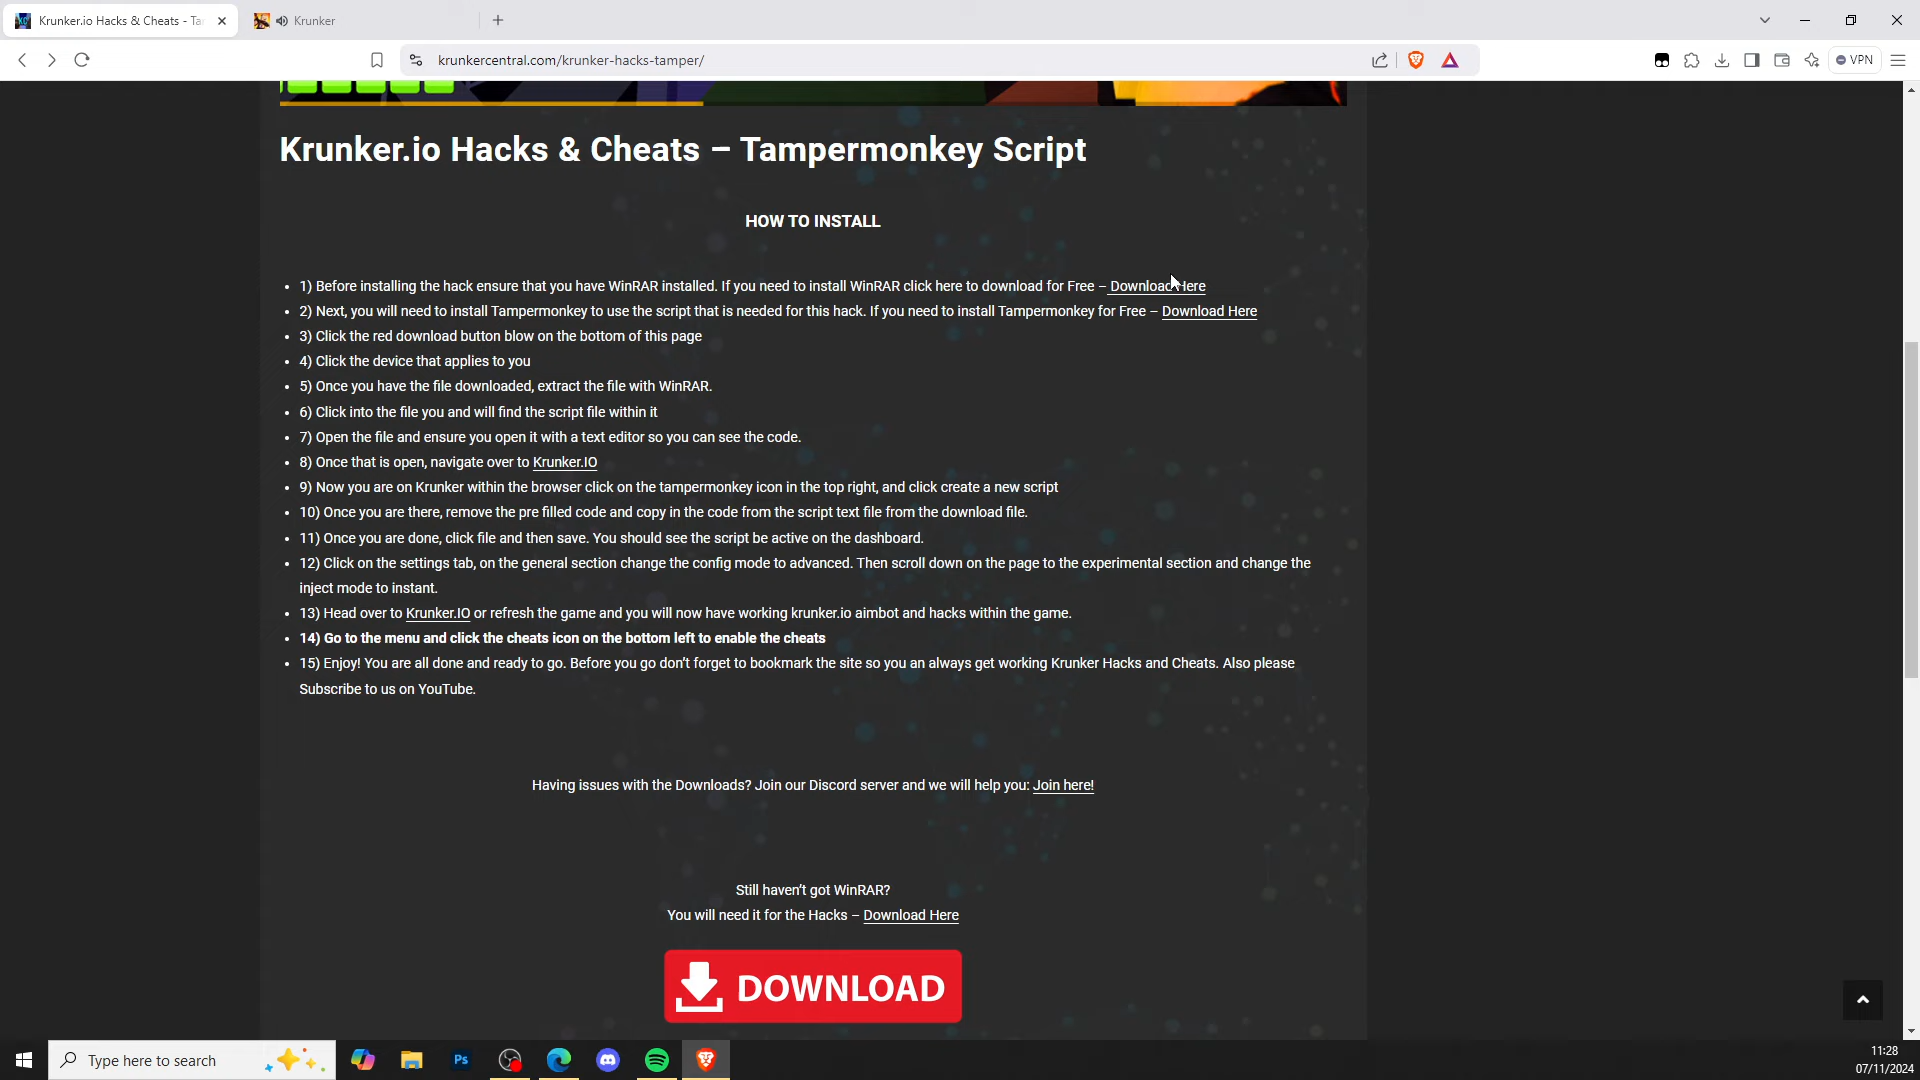 Krunker.io Hacks & Cheats - Ta
Krunker
krunkercentral.com/krunker-hacks-tamper/
VPN
Krunker.io Hacks & Cheats – Tampermonkey Script
HOW TO INSTALL
• 1) Before installing the hack ensure that you have WinRAR installed. If you need to install WinRAR click here to download for Free – Download Here
• 2) Next, you will need to install Tampermonkey to use the script that is needed for this hack. If you need to install Tampermonkey for Free – Download Here
• 3) Click the red download button blow on the bottom of this page
• 4) Click the device that applies to you
• 5) Once you have the file downloaded, extract the file with WinRAR.
• 6) Click into the file you and will find the script file within it
• 7) Open the file and ensure you open it with a text editor so you can see the code.
• 8) Once that is open, navigate over to Krunker.IO
• 9) Now you are on Krunker within the browser click on the tampermonkey icon in the top right, and click create a new script
• 10) Once you are there, remove the pre filled code and copy in the code from the script text file from the download file.
• 11) Once you are done, click file and then save. You should see the script be active on the dashboard.
• 12) Click on the settings tab, on the general section change the config mode to advanced. Then scroll down on the page to the experimental section and change the
inject mode to instant.
• 13) Head over to Krunker.IO or refresh the game and you will now have working krunker.io aimbot and hacks within the game.
• 14) Go to the menu and click the cheats icon on the bottom left to enable the cheats
• 15) Enjoy! You are all done and ready to go. Before you go don't forget to bookmark the site so you an always get working Krunker Hacks and Cheats. Also please
Subscribe to us on YouTube.
Having issues with the Downloads? Join our Discord server and we will help you: Join here!
Still haven't got WinRAR?
You will need it for the Hacks – Download Here
DOWNLOAD
Type here to search
Ps
11:28
07/11/2024